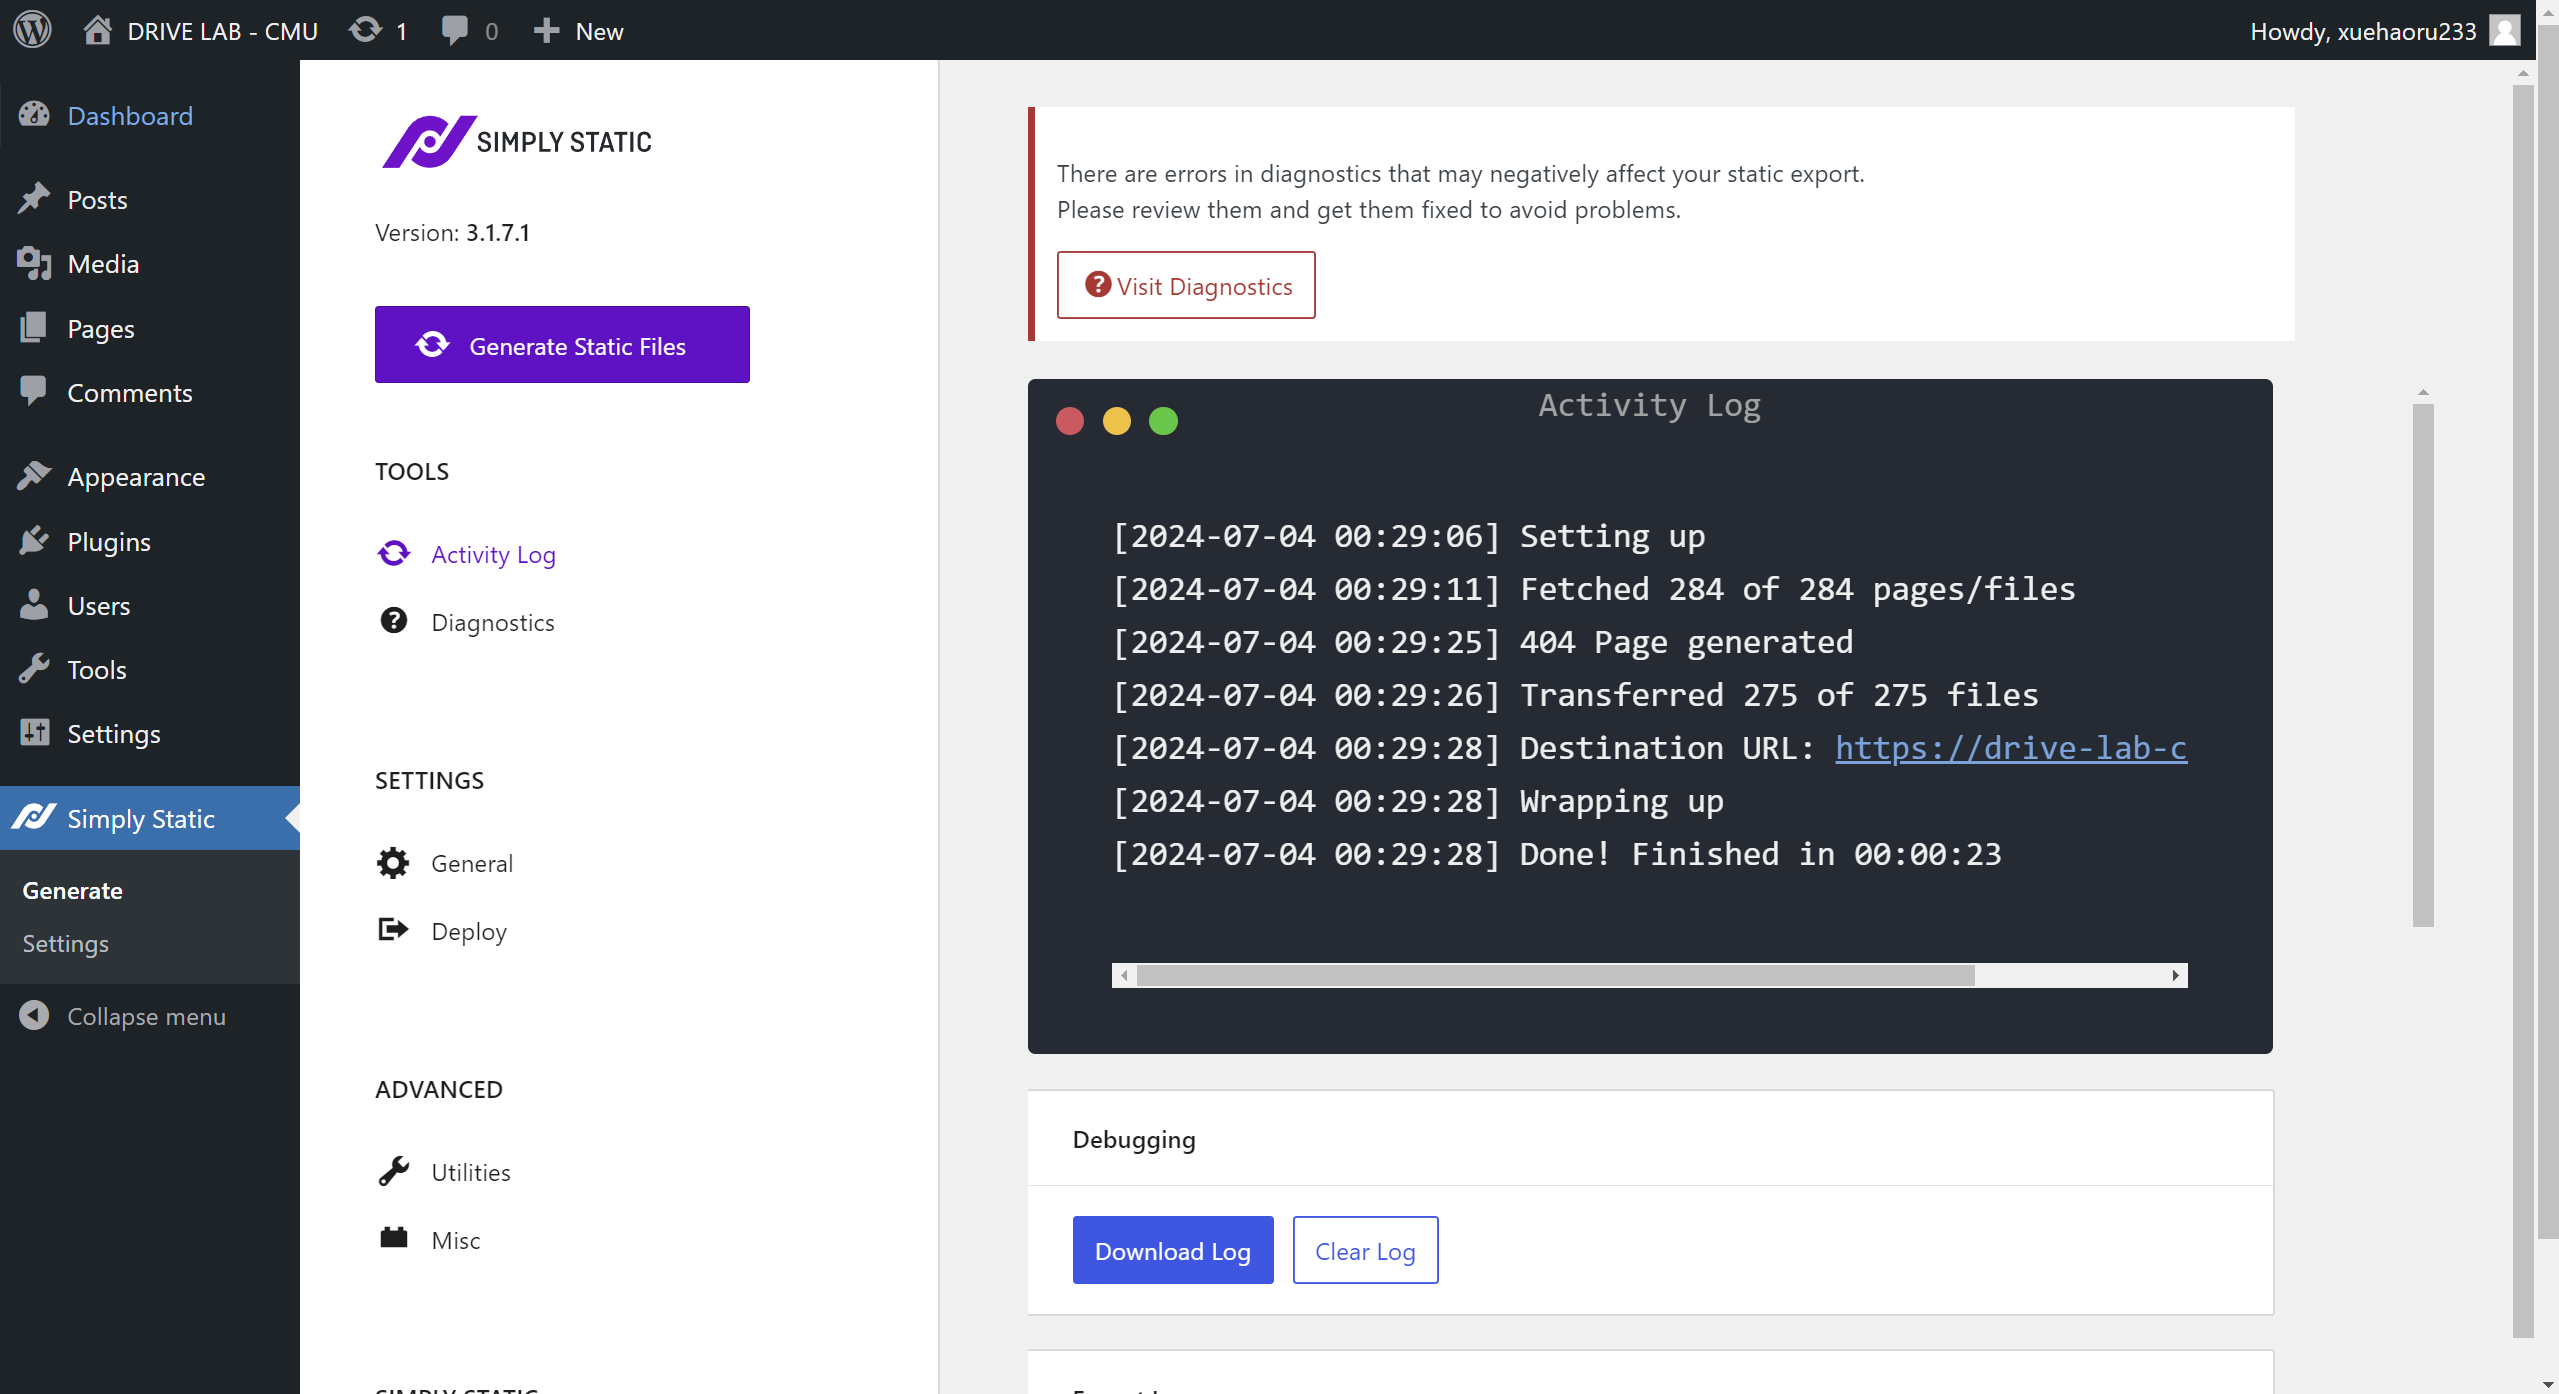 DRIVE LAB - CMU
1
0
New
Howdy, xuehaoru233
Dashboard
Posts
Media
Pages
Comments
Appearance
Plugins
Users
Tools
Settings
Simply Static
Generate
Settings
Collapse menu
SIMPLY STATIC
Version: 3.1.7.1
Generate Static Files
TOOLS
Activity Log
Diagnostics
SETTINGS
General
Deploy
ADVANCED
Utilities
Misc
SIMPLY STATIC
There are errors in diagnostics that may negatively affect your static export.
Please review them and get them fixed to avoid problems.
Visit Diagnostics
Activity Log
[2024-07-04 00:29:06] Setting up
[2024-07-04 00:29:11] Fetched 284 of 284 pages/files
[2024-07-04 00:29:25] 404 Page generated
[2024-07-04 00:29:26] Transferred 275 of 275 files
[2024-07-04 00:29:28] Destination URL: https://drive-lab-c
[2024-07-04 00:29:28] Wrapping up
[2024-07-04 00:29:28] Done! Finished in 00:00:23
Debugging
Download Log
Clear Log